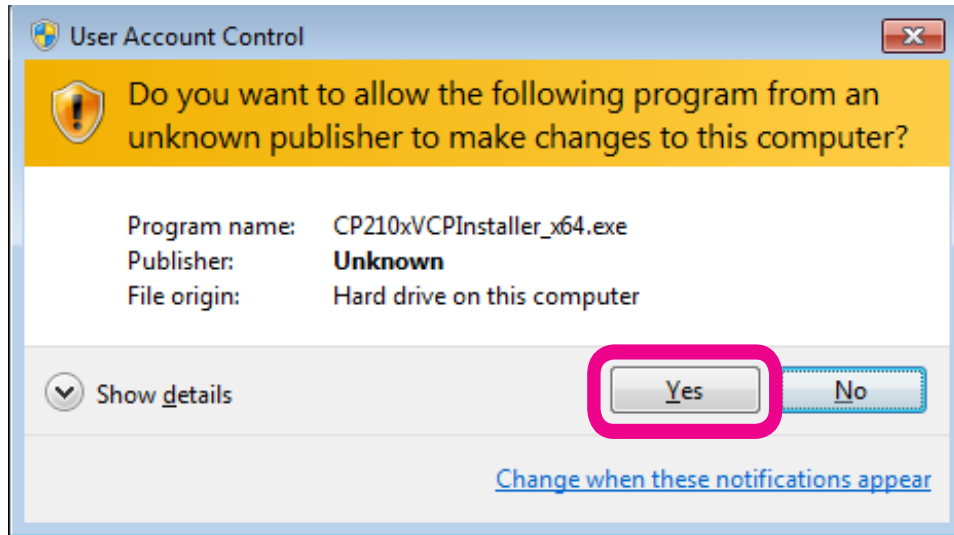 User Account Control
Do you want to allow the following program from an
unknown publisher to make changes to this computer?
Program name: CP210xVCPInstaller_x64.exe
Publisher: Unknown
File origin: Hard drive on this computer
Show details
Yes
No
Change when these notifications appear